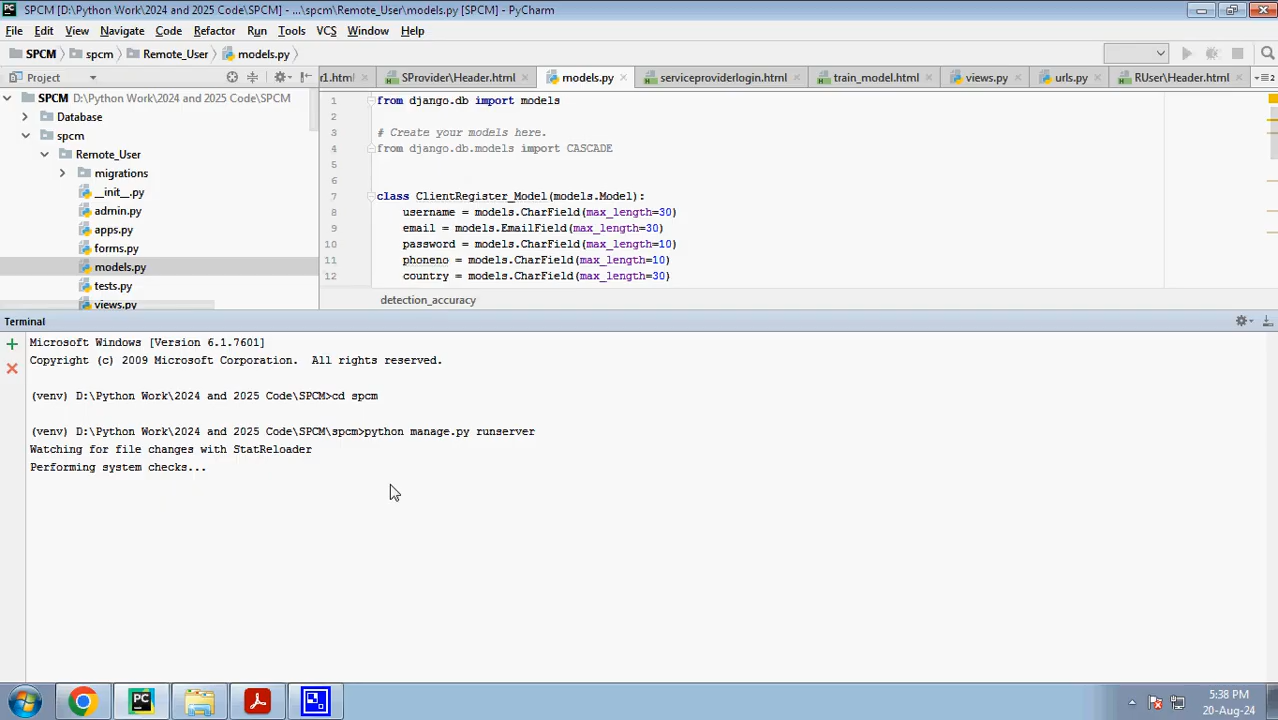 SPCM [D:\Python Work\2024 and 2025 Code\SPCM] - ...\spcm\Remote_User\models.py [SPCM] - PyCharm
File Edit View Navigate Code Refactor Run Tools VCS Window Help
SPCM spcm Remote_User models.py
Project
r1.html SProvider\Header.html models.py serviceproviderlogin.html train_model.html views.py urls.py RUser\Header.html 2
SPCM D:\Python Work\2024 and 2025 Code\SPCM
Database
spcm
Remote_User
migrations
__init__.py
admin.py
apps.py
forms.py
models.py
tests.py
views.py
1 from django.db import models
2
3 # Create your models here.
4 from django.db.models import CASCADE
5
6
7 class ClientRegister_Model(models.Model):
8 username = models.CharField(max_length=30)
9 email = models.EmailField(max_length=30)
10 password = models.CharField(max_length=10)
11 phoneno = models.CharField(max_length=10)
12 country = models.CharField(max_length=30)
detection_accuracy
Terminal
Microsoft Windows [Version 6.1.7601]
Copyright (c) 2009 Microsoft Corporation.  All rights reserved.
(venv) D:\Python Work\2024 and 2025 Code\SPCM>cd spcm
(venv) D:\Python Work\2024 and 2025 Code\SPCM\spcm>python manage.py runserver
Watching for file changes with StatReloader
Performing system checks...
PC
5:38 PM
20-Aug-24